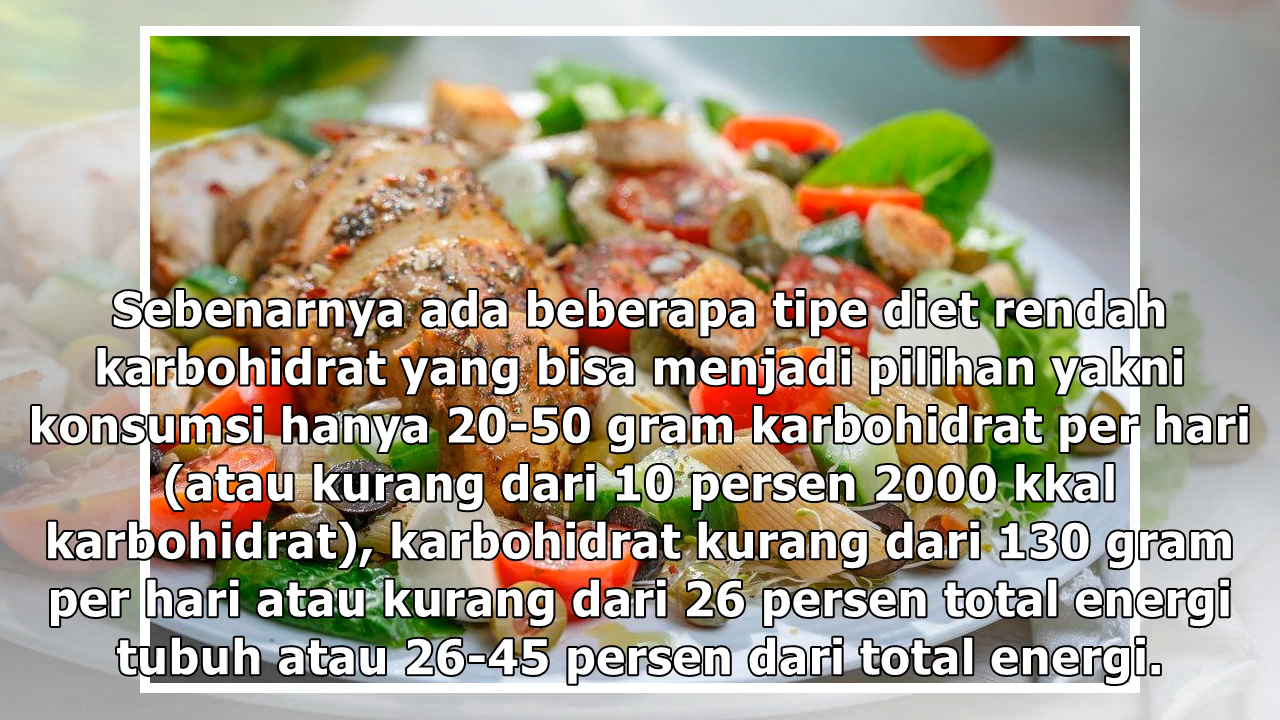 Sebenarnya ada beberapa tipe diet rendah
karbohidrat yang bisa menjadi pilihan yakni
konsumsi hanya 20-50 gram karbohidrat per hari
(atau kurang dari 10 persen 2000 kkal
karbohidrat), karbohidrat kurang dari 130 gram
per hari atau kurang dari 26 persen total energi
tubuh atau 26-45 persen dari total energi.